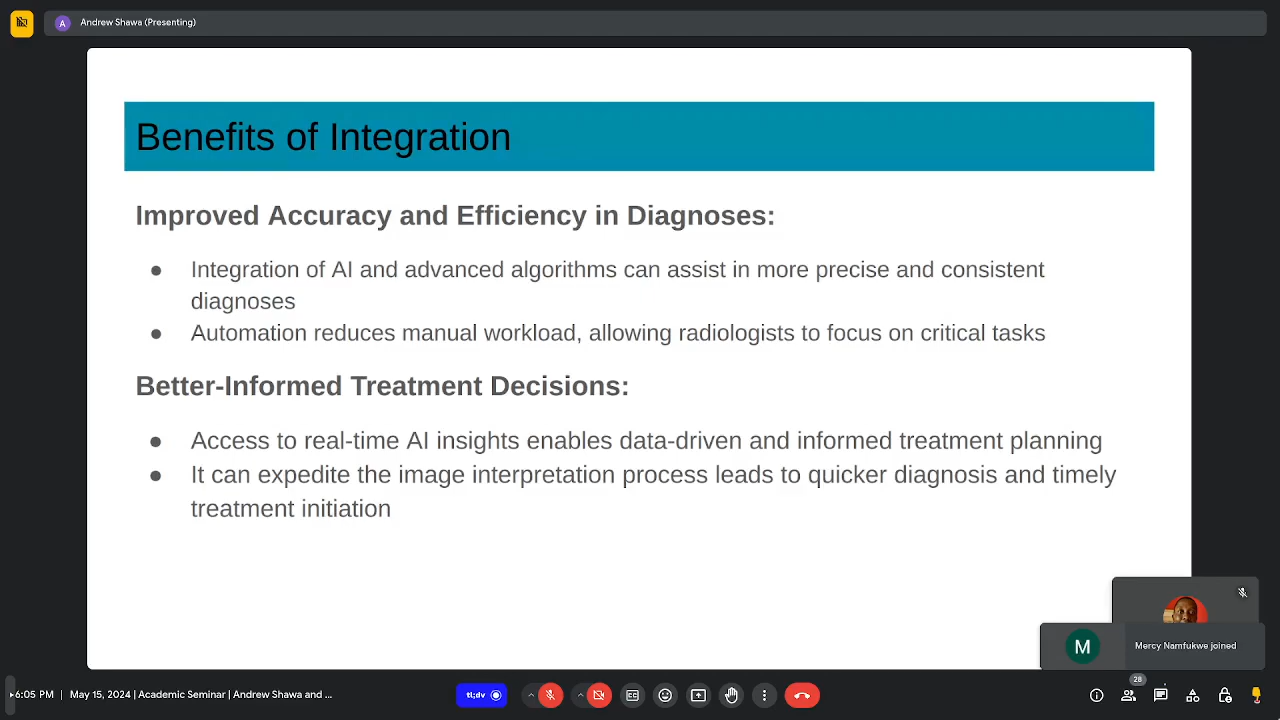 A
Andrew Shawa (Presenting)
Benefits of Integration
Improved Accuracy and Efficiency in Diagnoses:
● Integration of AI and advanced algorithms can assist in more precise and consistent
diagnoses
● Automation reduces manual workload, allowing radiologists to focus on critical tasks
Better-Informed Treatment Decisions:
● Access to real-time AI insights enables data-driven and informed treatment planning
● It can expedite the image interpretation process leads to quicker diagnosis and timely
treatment initiation
M
Mercy Namfukwe joined
6:05 PM | May 15, 2024 | Academic Seminar | Andrew Shawa and ...
tl;dv
CC
28